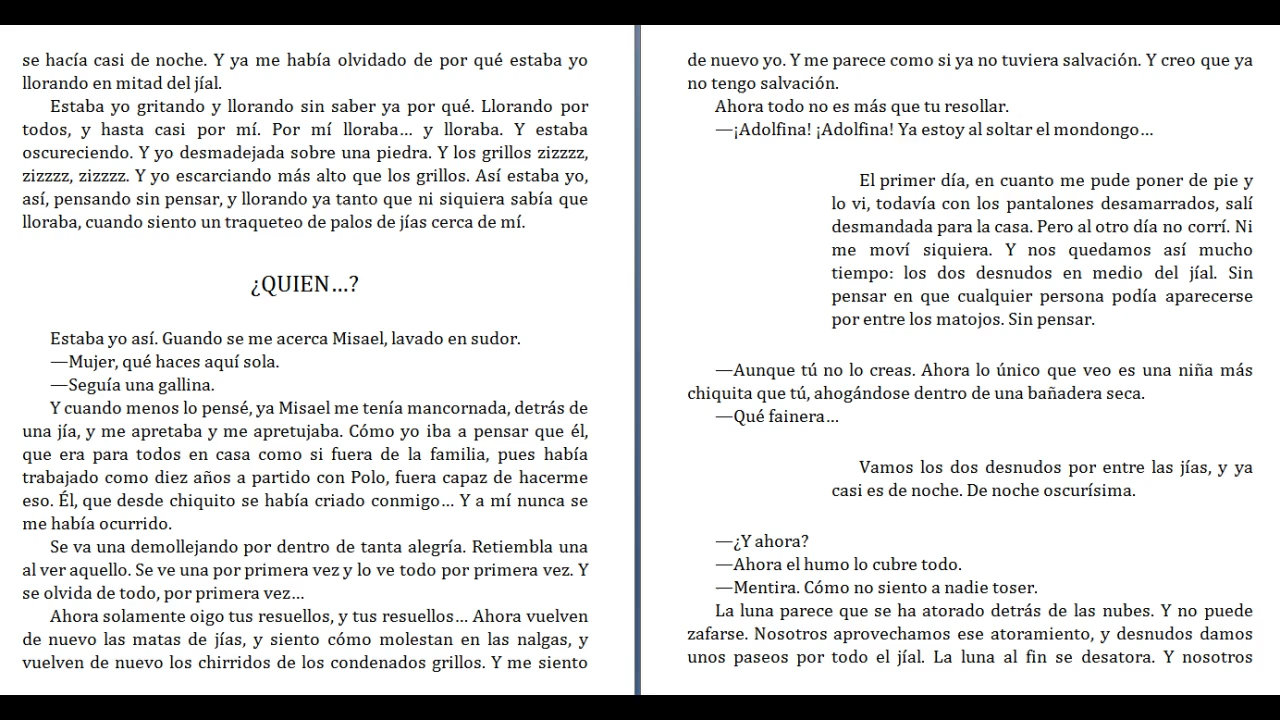 se hacía casi de noche. Y ya me había olvidado de por qué estaba yo
llorando en mitad del jíal.
Estaba yo gritando y llorando sin saber ya por qué. Llorando por
todos, y hasta casi por mí. Por mí lloraba... y lloraba. Y estaba
oscureciendo. Y yo desmadejada sobre una piedra. Y los grillos zizzzz,
zizzzz, zizzzz. Y yo escarciando más alto que los grillos. Así estaba yo,
así, pensando sin pensar, y llorando ya tanto que ni siquiera sabía que
lloraba, cuando siento un traqueteo de palos de jías cerca de mí.
¿QUIEN...?
Estaba yo así. Guando se me acerca Misael, lavado en sudor.
—Mujer, qué haces aquí sola.
—Seguía una gallina.
Y cuando menos lo pensé, ya Misael me tenía mancornada, detrás de
una jía, y me apretaba y me apretujaba. Cómo yo iba a pensar que él,
que era para todos en casa como si fuera de la familia, pues había
trabajado como diez años a partido con Polo, fuera capaz de hacerme
eso. Él, que desde chiquito se había criado conmigo... Y a mí nunca se
me había ocurrido.
Se va una demollejando por dentro de tanta alegría. Retiembla una
al ver aquello. Se ve una por primera vez y lo ve todo por primera vez. Y
se olvida de todo, por primera vez...
Ahora solamente oigo tus resuellos, y tus resuellos... Ahora vuelven
de nuevo las matas de jías, y siento cómo molestan en las nalgas, y
vuelven de nuevo los chirridos de los condenados grillos. Y me siento
de nuevo yo. Y me parece como si ya no tuviera salvación. Y creo que ya
no tengo salvación.
Ahora todo no es más que tu resollar.
—¡Adolfina! ¡Adolfina! Ya estoy al soltar el mondongo...
El primer día, en cuanto me pude poner de pie y
lo vi, todavía con los pantalones desamarrados, salí
desmandada para la casa. Pero al otro día no corrí. Ni
me moví siquiera. Y nos quedamos así mucho
tiempo: los dos desnudos en medio del jíal. Sin
pensar en que cualquier persona podía aparecerse
por entre los matojos. Sin pensar.
—Aunque tú no lo creas. Ahora lo único que veo es una niña más
chiquita que tú, ahogándose dentro de una bañadera seca.
—Qué fainera...
Vamos los dos desnudos por entre las jías, y ya
casi es de noche. De noche oscurísima.
—¿Y ahora?
—Ahora el humo lo cubre todo.
—Mentira. Cómo no siento a nadie toser.
La luna parece que se ha atorado detrás de las nubes. Y no puede
zafarse. Nosotros aprovechamos ese atoramiento, y desnudos damos
unos paseos por todo el jíal. La luna al fin se desatora. Y nosotros